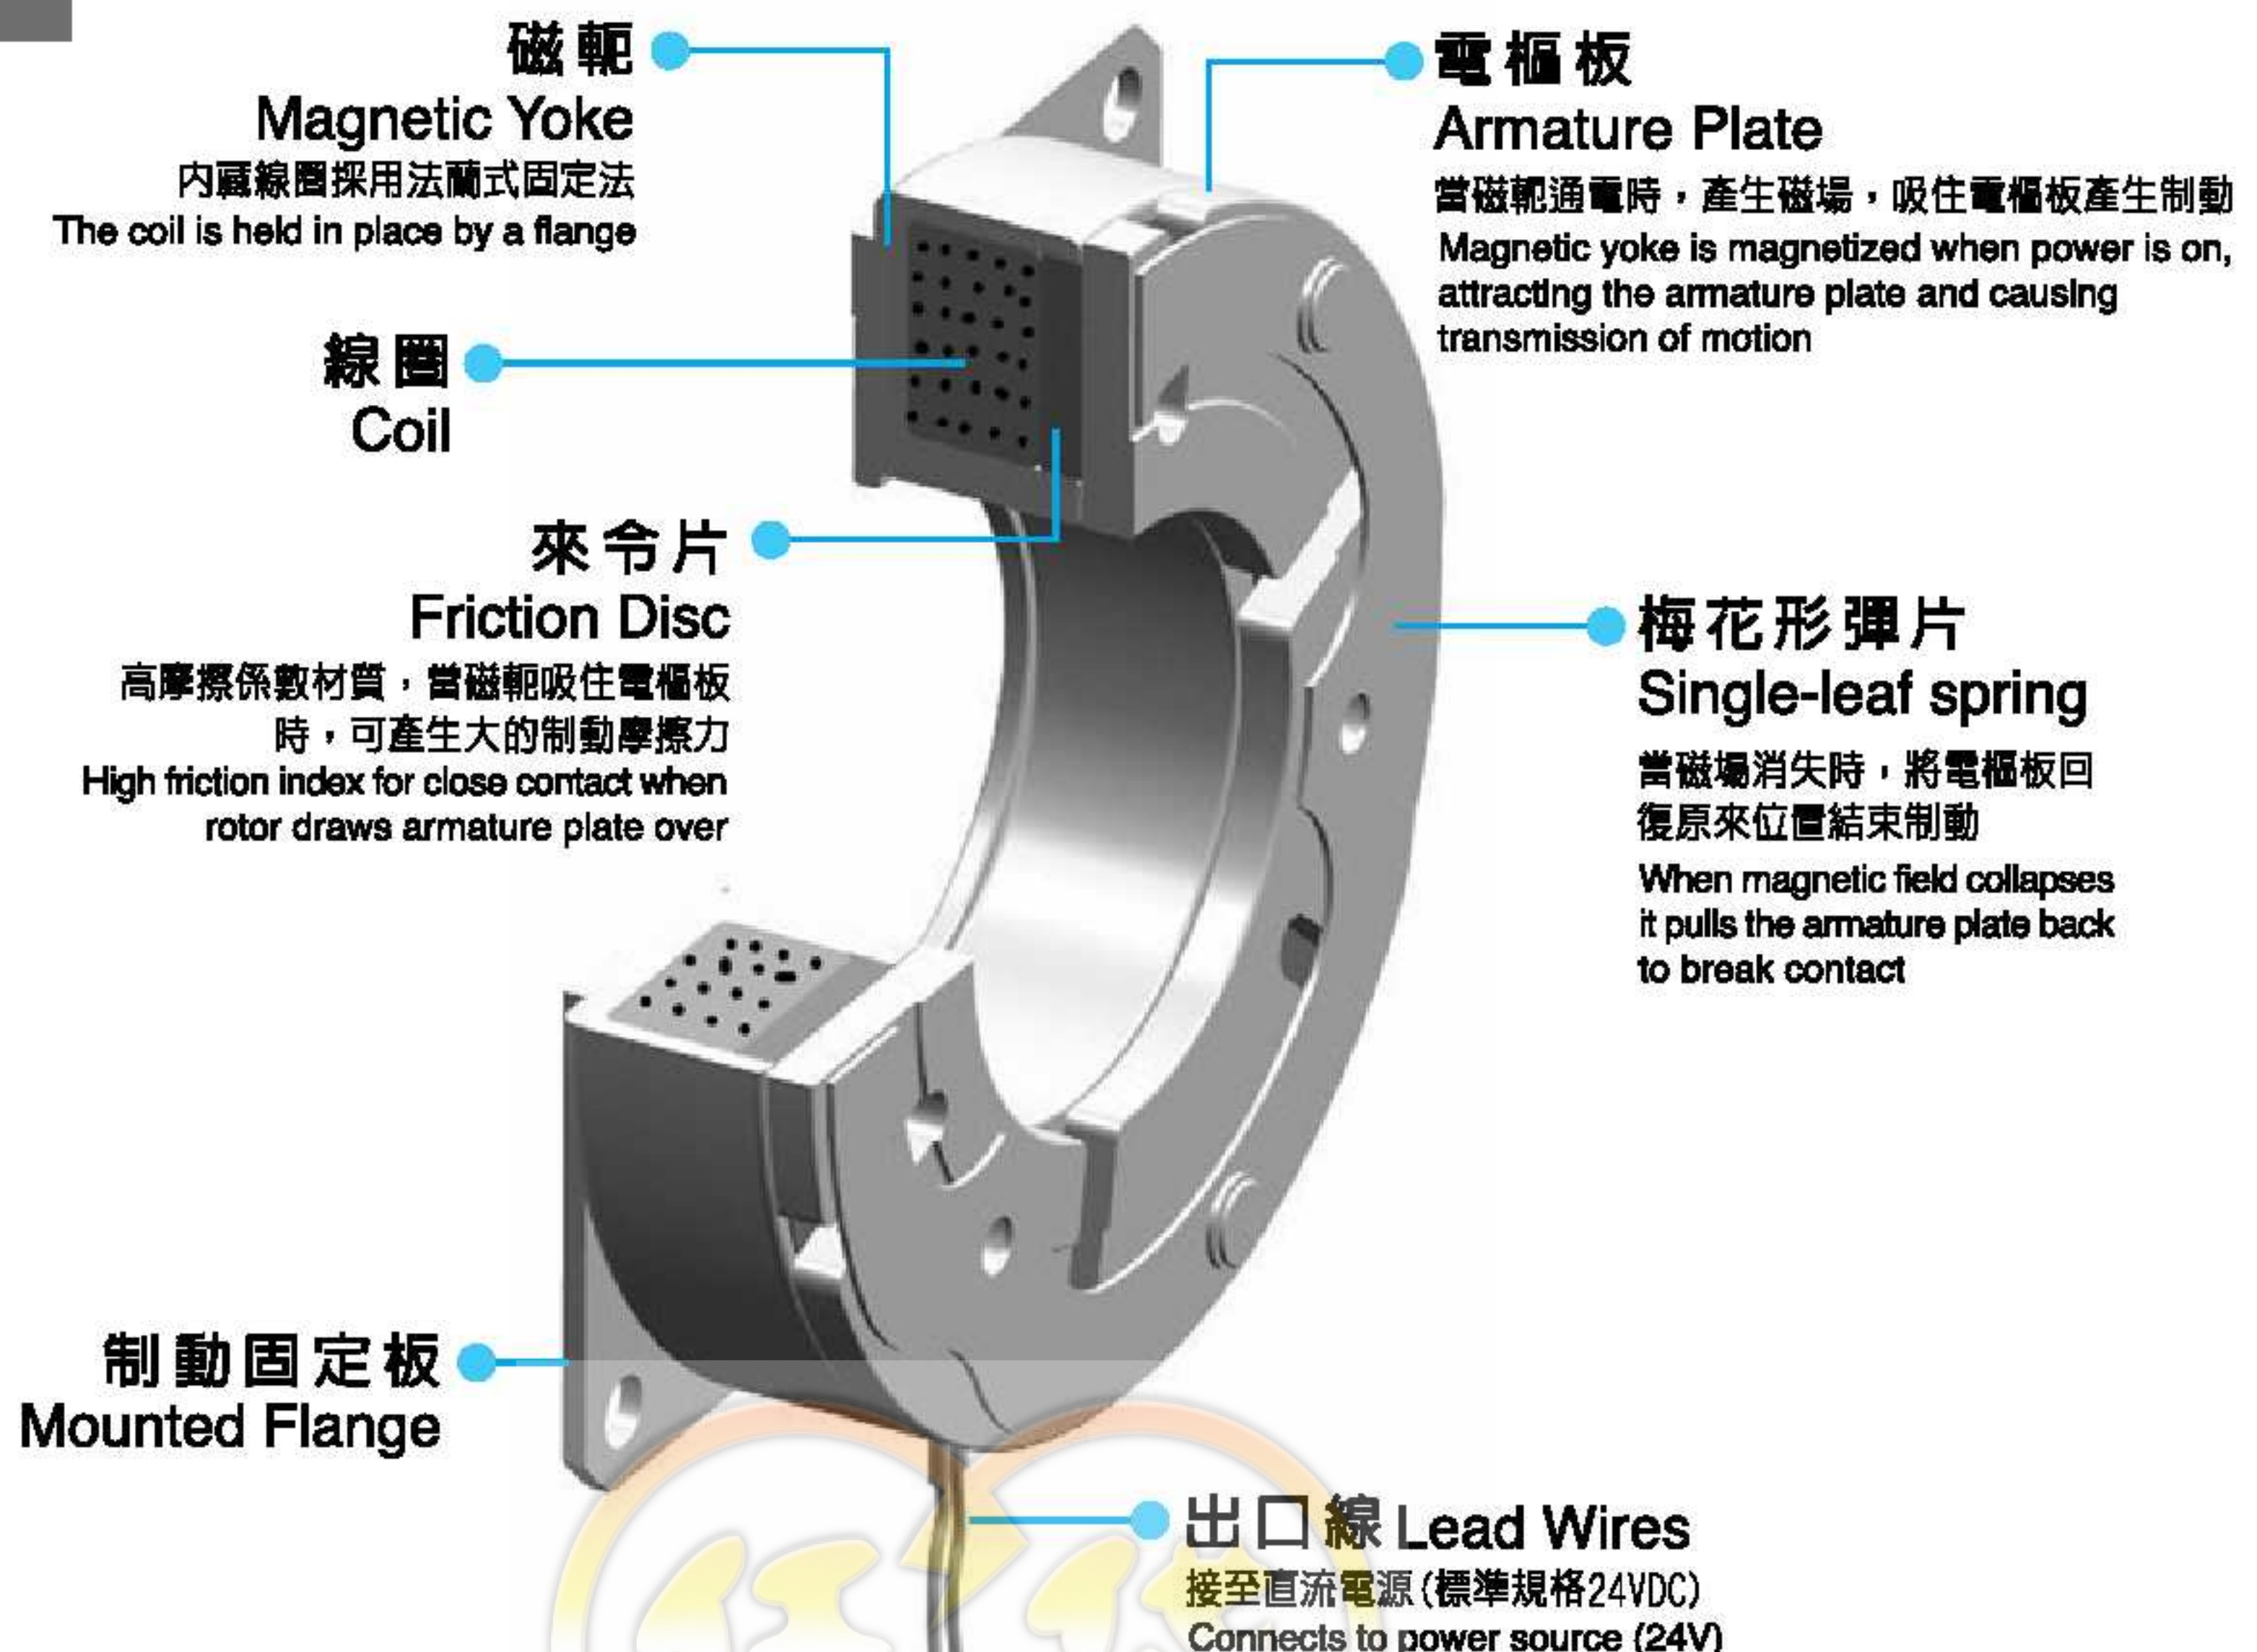 磁軛
Magnetic Yoke
內藏線圈採用法蘭式固定法
The coil is held in place by a flange
線圈
Coil
來令片
Friction Disc
高摩擦係數材質，當磁軛吸住電樞板
時，可產生大的制動摩擦力
High friction index for close contact when
rotor draws armature plate over
制動固定板
Mounted Flange
電樞板
Armature Plate
當磁軛通電時，產生磁場，吸住電樞板產生制動
Magnetic yoke is magnetized when power is on,
attracting the armature plate and causing
transmission of motion
梅花形彈片
Single-leaf spring
當磁場消失時，將電樞板回
復原來位置結束制動
When magnetic field collapses
it pulls the armature plate back
to break contact
出口線 Lead Wires
接至直流電源(標準規格24VDC)
Connects to power source (24V)